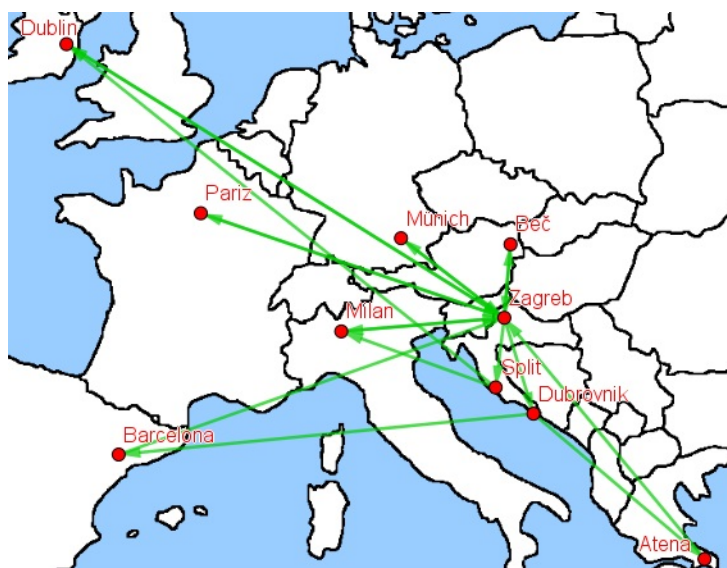 Dublin
Pariz
Münich
Beč
Zagreb
Milan
Split
Dubrovnik
Barcelona
Atena